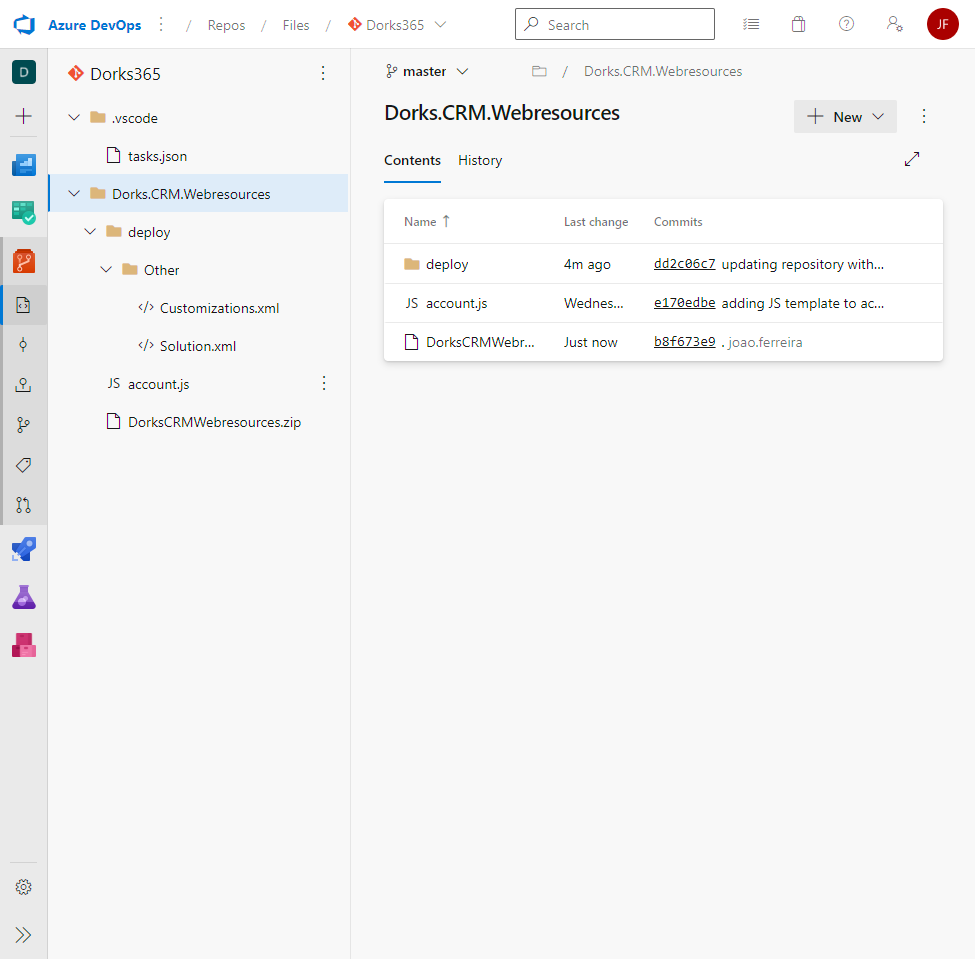 Azure DevOps / Repos / Files / Dorks365
Search
JF
D
Dorks365
.vscode
tasks.json
Dorks.CRM.Webresources
deploy
Other
</> Customizations.xml
</> Solution.xml
JS account.js
DorksCRMWebresources.zip
master / Dorks.CRM.Webresources
Dorks.CRM.Webresources
New
Contents History
Name ↑ Last change Commits
deploy 4m ago dd2c06c7 updating repository with...
JS account.js Wednes... e170edbe adding JS template to ac...
DorksCRMWebr... Just now b8f673e9 . joao.ferreira